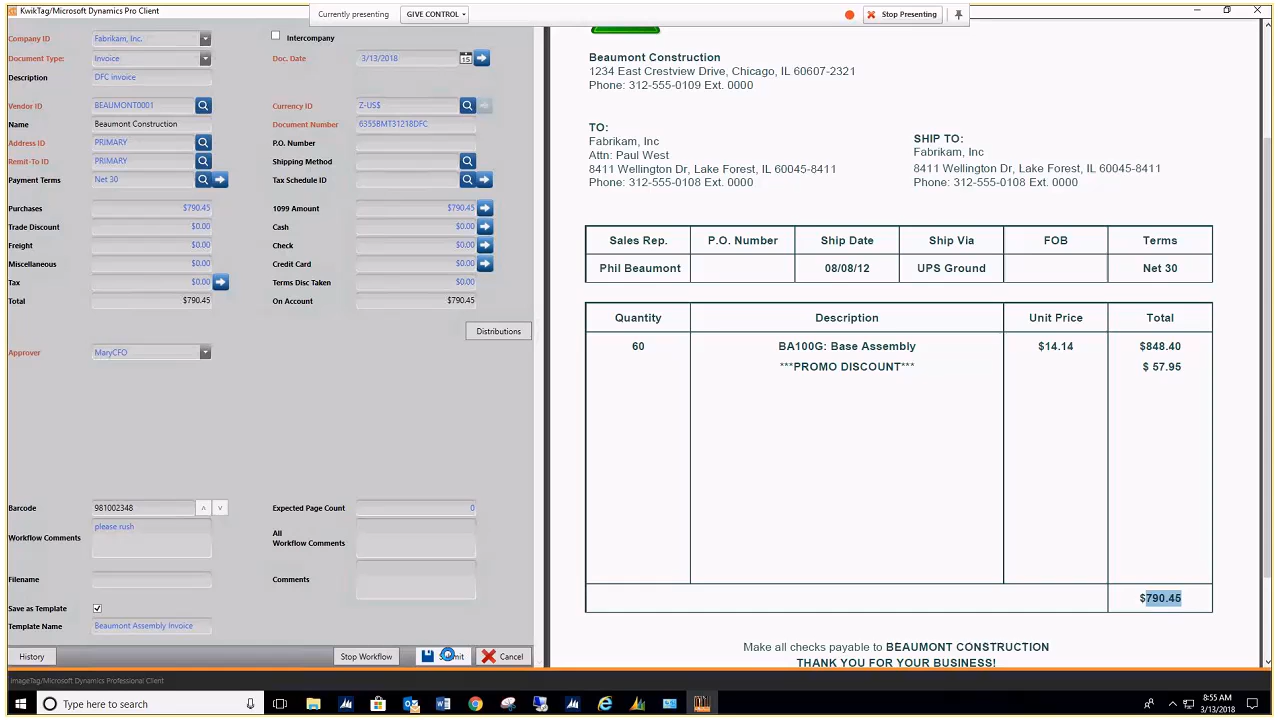 KwikTag/Microsoft Dynamics Pro Client
Currently presenting GIVE CONTROL Stop Presenting
Company ID Fabrikam, Inc. Intercompany
Document Type: Invoice Doc. Date 3/13/2018 15
Description DFC invoice
Vendor ID BEAUMONT0001 Currency ID Z-US$
Name Beaumont Construction Document Number 6355BMT31218DFC
Address ID PRIMARY P.O. Number
Remit-To ID PRIMARY Shipping Method
Payment Terms Net 30 Tax Schedule ID
Purchases $790.45 1099 Amount $790.45
Trade Discount $0.00 Cash $0.00
Freight $0.00 Check $0.00
Miscellaneous $0.00 Credit Card $0.00
Tax $0.00 Terms Disc Taken $0.00
Total $790.45 On Account $790.45
Distributions
Approver MaryCFO
Barcode 981002348 Expected Page Count 0
please rush
Workflow Comments All
Workflow Comments
Filename Comments
Save as Template
Template Name Beaumont Assembly Invoice
History Stop Workflow Cancel
ImageTag/Microsoft Dynamics Professional Client
Beaumont Construction
1234 East Crestview Drive, Chicago, IL 60607-2321
Phone: 312-555-0109 Ext. 0000
TO:
Fabrikam, Inc
Attn: Paul West
8411 Wellington Dr, Lake Forest, IL 60045-8411
Phone: 312-555-0108 Ext. 0000
SHIP TO:
Fabrikam, Inc
8411 Wellington Dr, Lake Forest, IL 60045-8411
Phone: 312-555-0108 Ext. 0000
Sales Rep. P.O. Number Ship Date Ship Via FOB Terms
Phil Beaumont 08/08/12 UPS Ground Net 30
Quantity Description Unit Price Total
60 BA100G: Base Assembly $14.14 $848.40
***PROMO DISCOUNT*** $ 57.95
$790.45
Make all checks payable to BEAUMONT CONSTRUCTION
THANK YOU FOR YOUR BUSINESS!
Type here to search
8:55 AM
3/13/2018